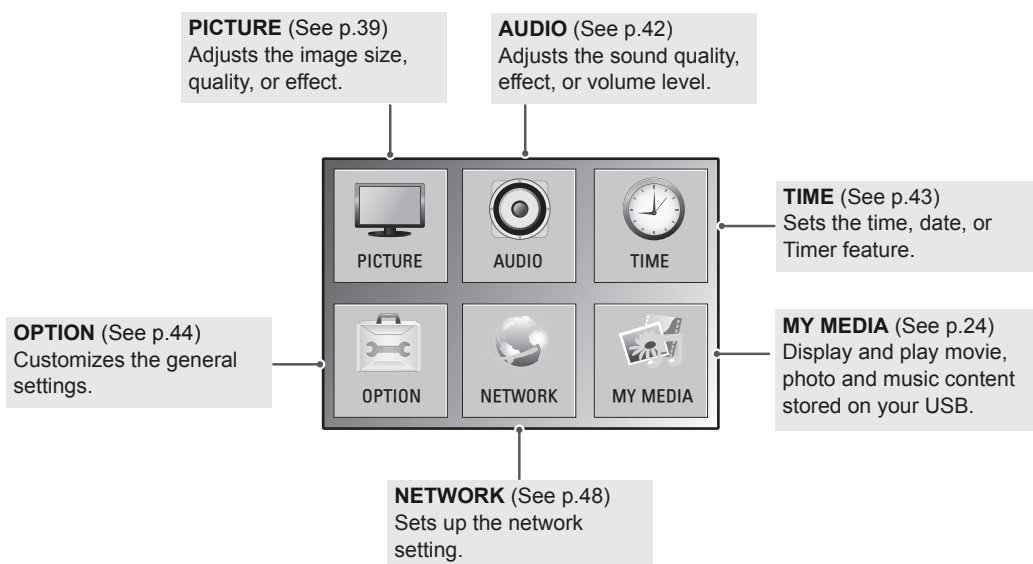 PICTURE (See p.39)
Adjusts the image size,
quality, or effect.
AUDIO (See p.42)
Adjusts the sound quality,
effect, or volume level.
PICTURE
AUDIO
TIME
TIME (See p.43)
Sets the time, date, or
Timer feature.
OPTION (See p.44)
Customizes the general
settings.
OPTION
NETWORK
MY MEDIA
MY MEDIA (See p.24)
Display and play movie,
photo and music content
stored on your USB.
NETWORK (See p.48)
Sets up the network
setting.